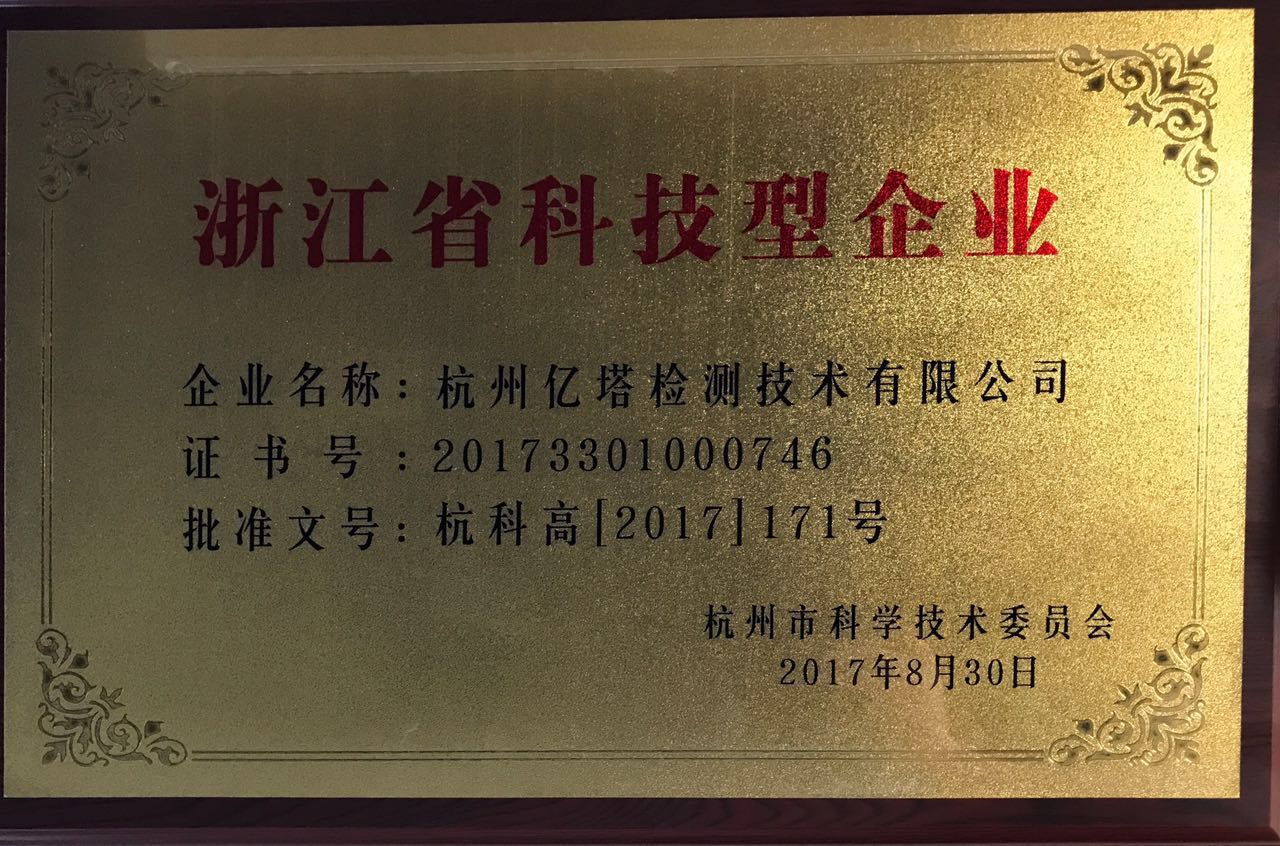 浙江省科技型企业
企业名称：杭州亿塔检测技术有限公司
证书号：20173301000746
批准文号：杭科高[2017]171号
杭州市科学技术委员会
2017年8月30日